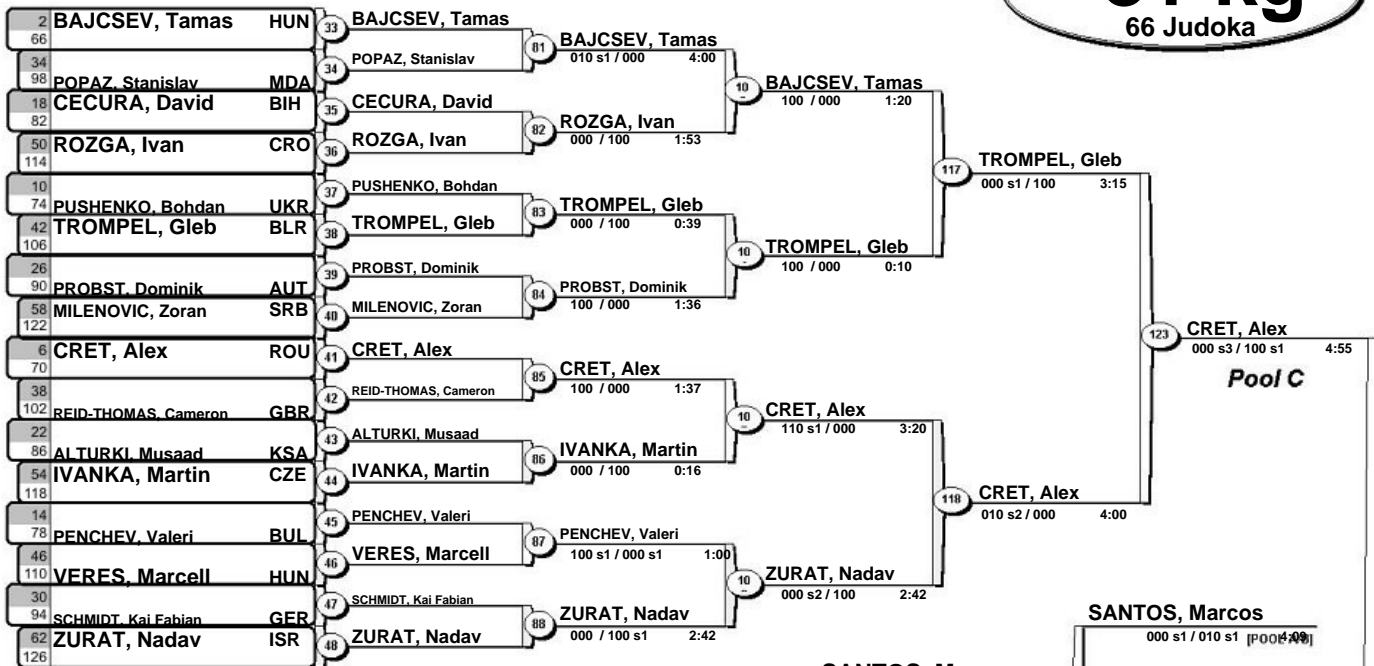 66 Judoka
2 BAJCSEV, Tamas HUN
66
34
98 POPAZ, Stanislav MDA
18 CECURA, David BIH
82
50 ROZGA, Ivan CRO
114
10
74 PUSHENKO, Bohdan UKR
42 TROMPEL, Gleb BLR
106
26
90 PROBST, Dominik AUT
58 MILENOVIC, Zoran SRB
122
6 CRET, Alex ROU
70
38
102 REID-THOMAS, Cameron GBR
22
86 ALTURKI, Musaad KSA
54 IVANKA, Martin CZE
118
14
78 PENCHEV, Valeri BUL
46
110 VERES, Marcell HUN
30
94 SCHMIDT, Kai Fabian GER
62 ZURAT, Nadav ISR
126
33 BAJCSEV, Tamas
34 POPAZ, Stanislav
35 CECURA, David
36 ROZGA, Ivan
37 PUSHENKO, Bohdan
38 TROMPEL, Gleb
39 PROBST, Dominik
40 MILENOVIC, Zoran
41 CRET, Alex
42 REID-THOMAS, Cameron
43 ALTURKI, Musaad
44 IVANKA, Martin
45 PENCHEV, Valeri
46 VERES, Marcell
47 SCHMIDT, Kai Fabian
48 ZURAT, Nadav
81 BAJCSEV, Tamas
010 s1 / 000 4:00
82 ROZGA, Ivan
000 / 100 1:53
83 TROMPEL, Gleb
000 / 100 0:39
84 PROBST, Dominik
100 / 000 1:36
85 CRET, Alex
100 / 000 1:37
86 IVANKA, Martin
000 / 100 0:16
87 PENCHEV, Valeri
100 s1 / 000 s1 1:00
88 ZURAT, Nadav
000 / 100 s1 2:42
10 BAJCSEV, Tamas
100 / 000 1:20
10 TROMPEL, Gleb
100 / 000 0:10
10 CRET, Alex
110 s1 / 000 3:20
10 ZURAT, Nadav
000 s2 / 100 2:42
117 TROMPEL, Gleb
000 s1 / 100 3:15
118 CRET, Alex
010 s2 / 000 4:00
123 CRET, Alex
000 s3 / 100 s1 4:55
Pool C
SANTOS, Marcos
000 s1 / 010 s1 4:09